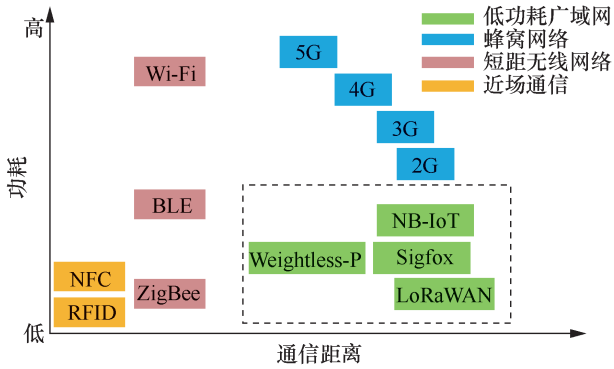 高
低功耗广域网
蜂窝网络
短距无线网络
近场通信
5G
Wi-Fi
4G
3G
2G
功耗
BLE
NB-IoT
Weightless-P
Sigfox
NFC
ZigBee
LoRaWAN
RFID
低
通信距离